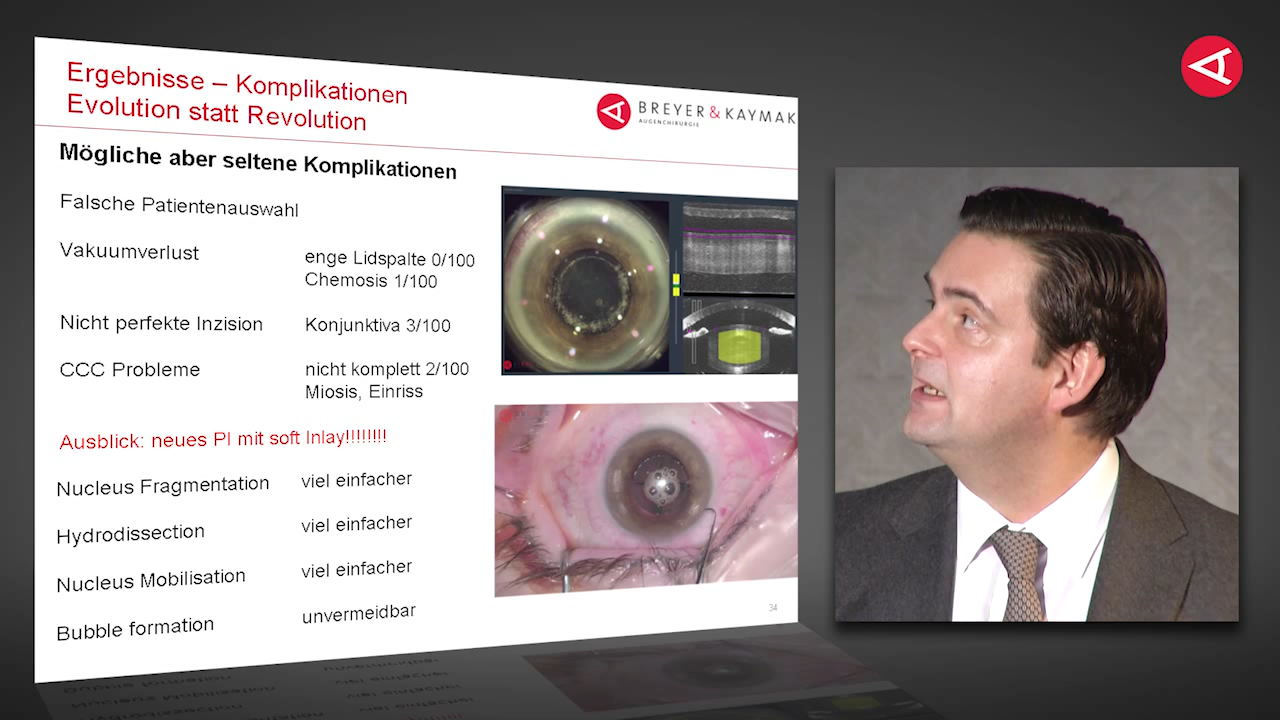 Ergebnisse – Komplikationen
Evolution statt Revolution
BREYER & KAYMAK
AUGENCHIRURGIE
Mögliche aber seltene Komplikationen
Falsche Patientenauswahl
Vakuumverlust
enge Lidspalte 0/100
Chemosis 1/100
Nicht perfekte Inzision
Konjunktiva 3/100
CCC Probleme
nicht komplett 2/100
Miosis, Einriss
Ausblick: neues PI mit soft Inlay!!!!!!!!
Nucleus Fragmentation
viel einfacher
Hydrodissection
viel einfacher
Nucleus Mobilisation
viel einfacher
Bubble formation
unvermeidbar
34